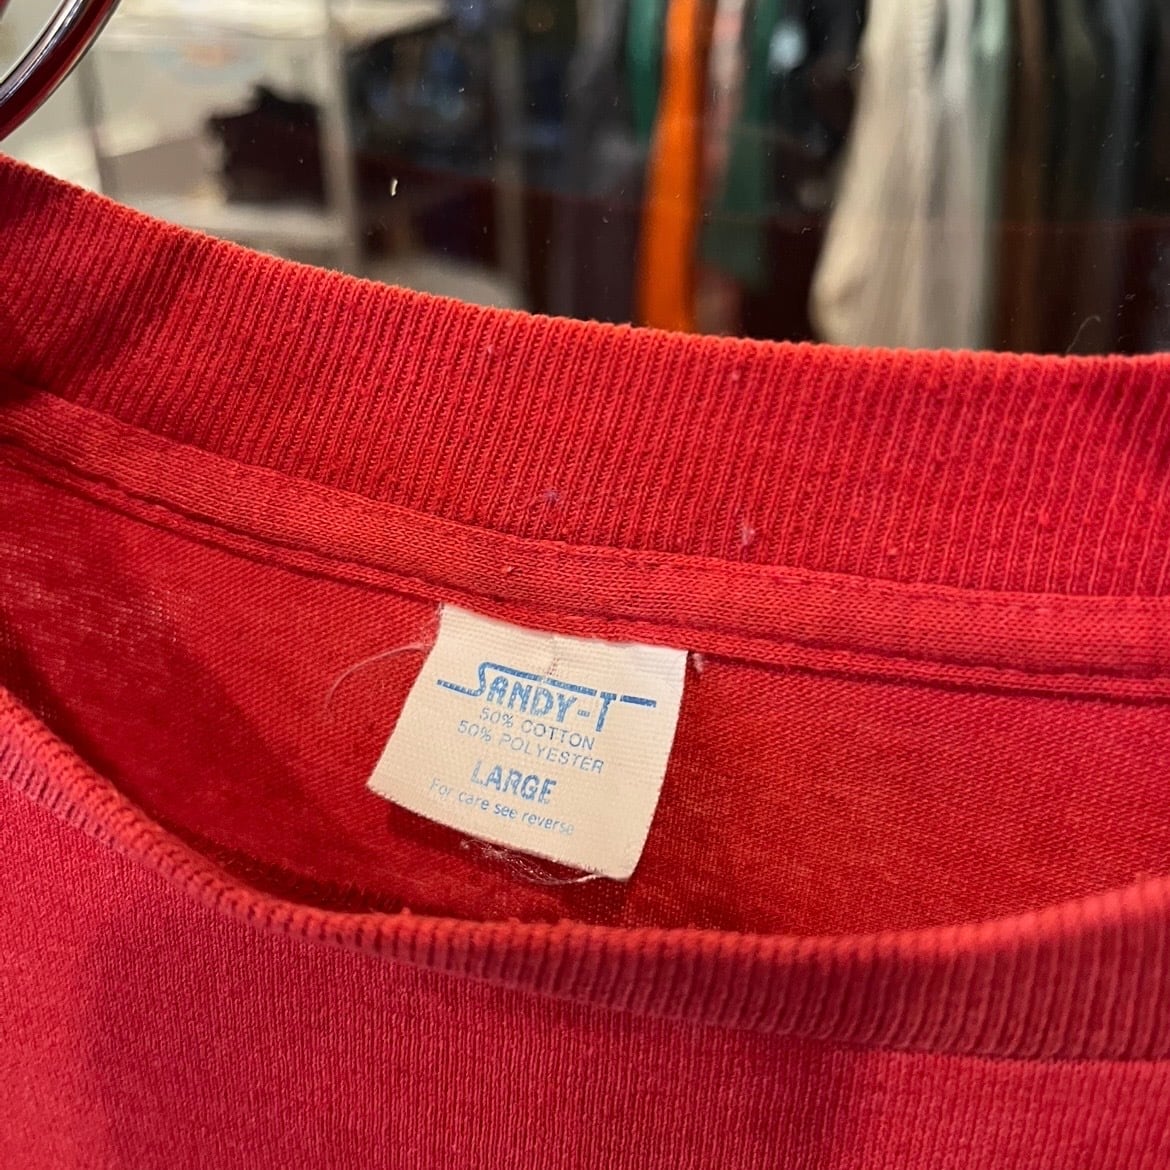 SANDY-T
50% COTTON
50% POLYESTER
LARGE
For care see reverse